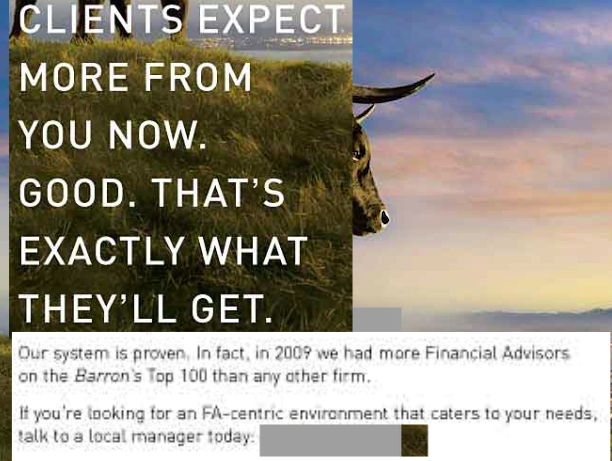 CLIENTS EXPECT
MORE FROM
YOU NOW.
GOOD. THAT'S
EXACTLY WHAT
THEY'LL GET.
Our system is proven. In fact, in 2009 we had more Financial Advisors
on the Barron's Top 100 than any other firm.
If you're looking for an FA-centric environment that caters to your needs,
talk to a local manager today: